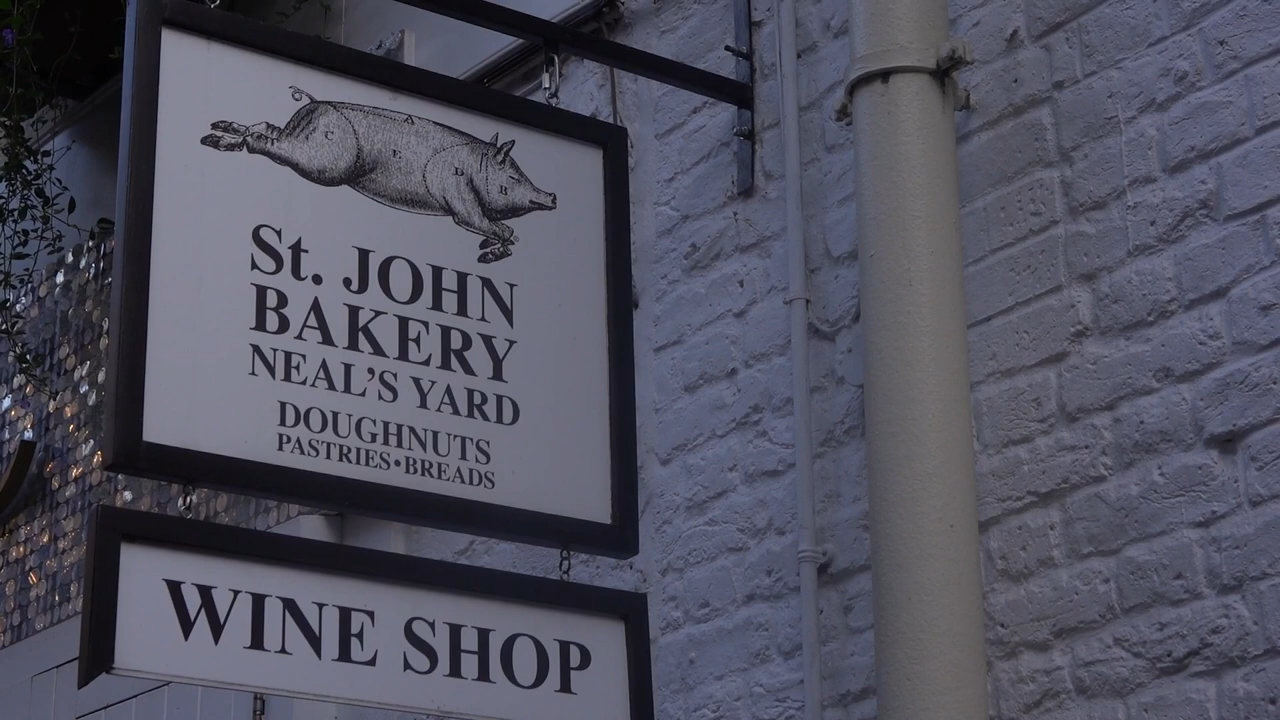 A
C
E
D
B
St. JOHN
BAKERY
NEAL'S YARD
DOUGHNUTS
PASTRIES•BREADS
WINE SHOP